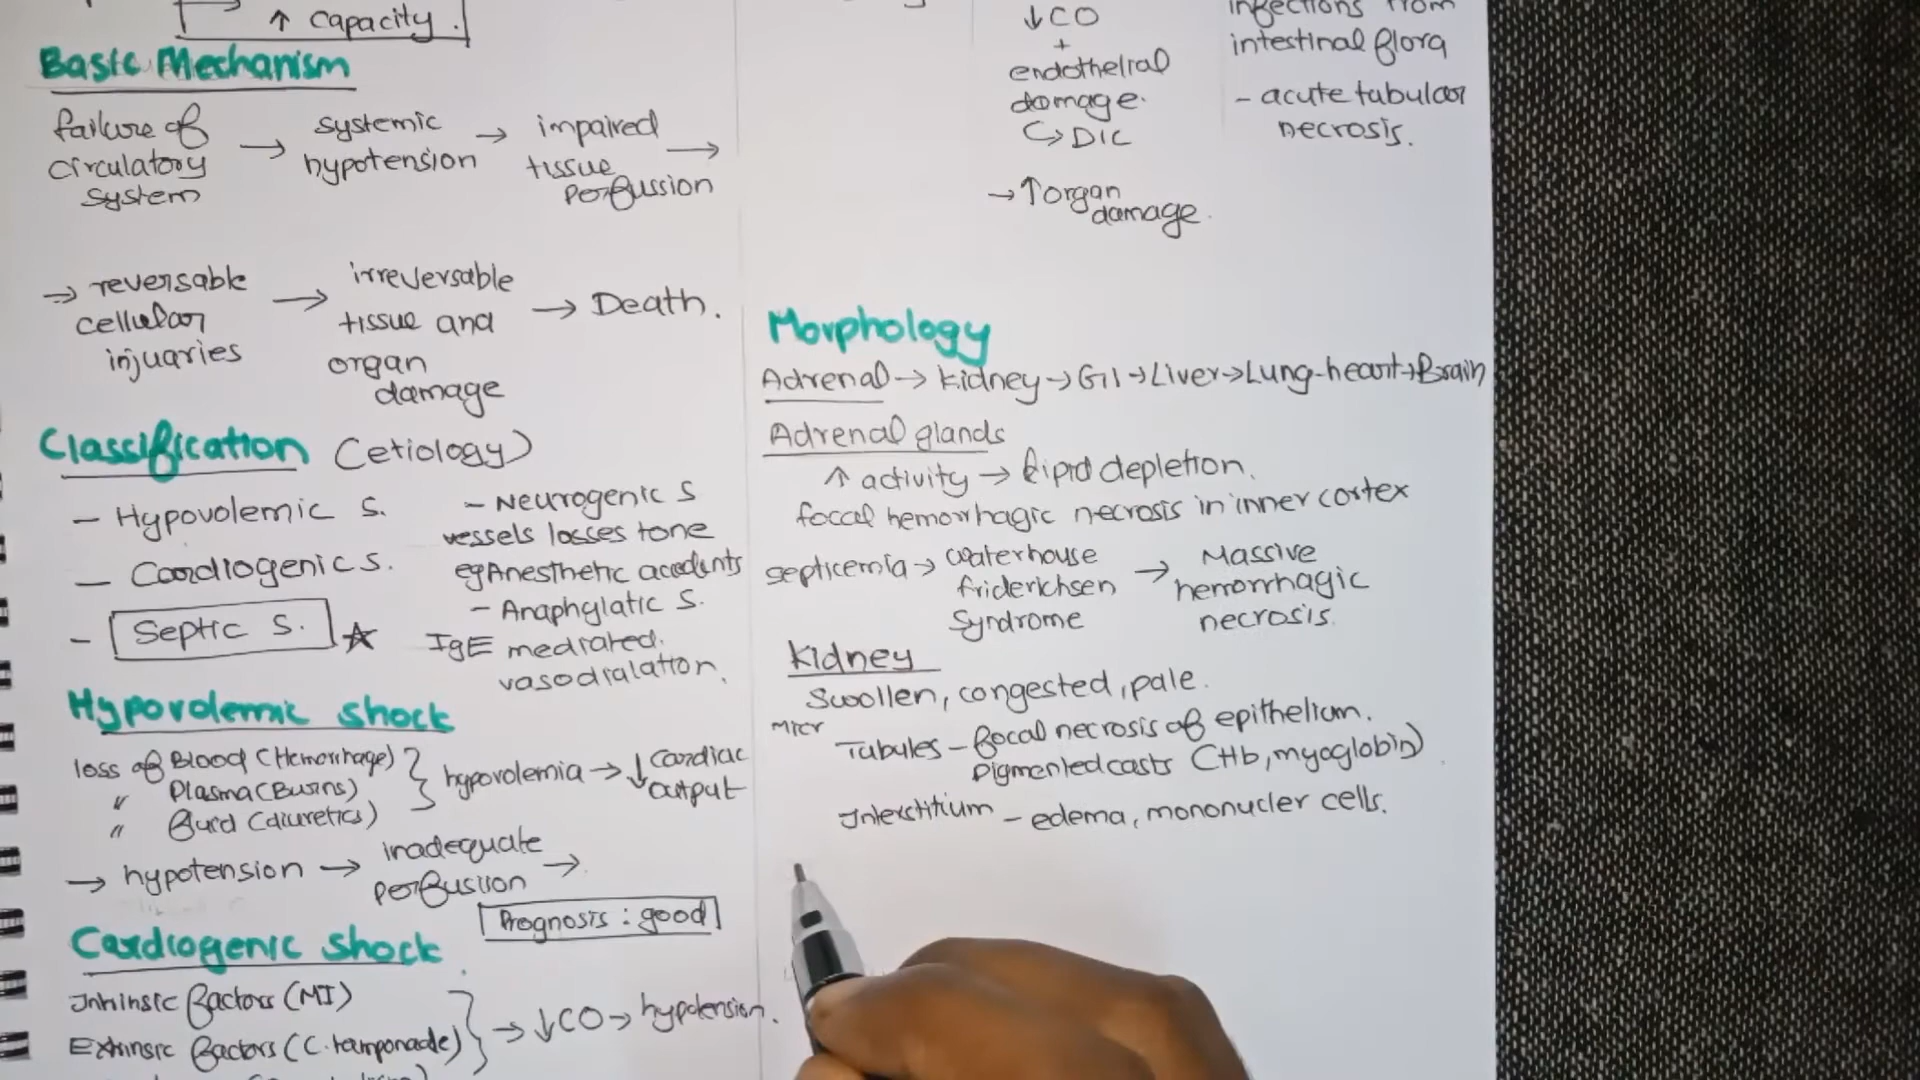 ↑ capacity.
Basic Mechanism
failure of circulatory system → systemic hypotension → impaired tissue perfussion →
→ reversable cellular injuaries → irreversable tissue and organ damage → Death.
Classification (etiology)
- Hypovolemic s.
- Cardiogenic s.
- Septic s. ☆
- Neurogenic s
vessels losses tone
eg Anesthetic accedents
- Anaphylatic s.
IgE mediated.
vasodialation.
Hypovolemic shock
loss of Blood (Hemorrhage)
〃 Plasma (Burns)
〃 fluid (diuretics)
} hypovolemia → ↓ cardiac output
→ hypotension → inadequate perfusion →
Prognosis : good
Cardiogenic shock
Intrinsic factors (MI)
Extrinsic factors (C. tamponade)
} → ↓ CO → hypotension.
↓ CO
+
endothelial
damage.
↳ DIC
→ ↑ organ
damage.
infections from
intestinal flora
- acute tabular
necrosis.
Morphology
Adrenal → kidney → GI → Liver → Lung-heart → Brain
Adrenal glands
↑ activity → lipid depletion.
focal hemorrhagic necrosis in inner cortex
septicemia → waterhouse friderichsen syndrome → Massive hemorrhagic necrosis.
kidney
Swollen, congested, pale.
micr
Tubules - focal necrosis of epithelium.
pigmented casts (Hb, myoglobin)
Interstitium - edema, mononucler cells.